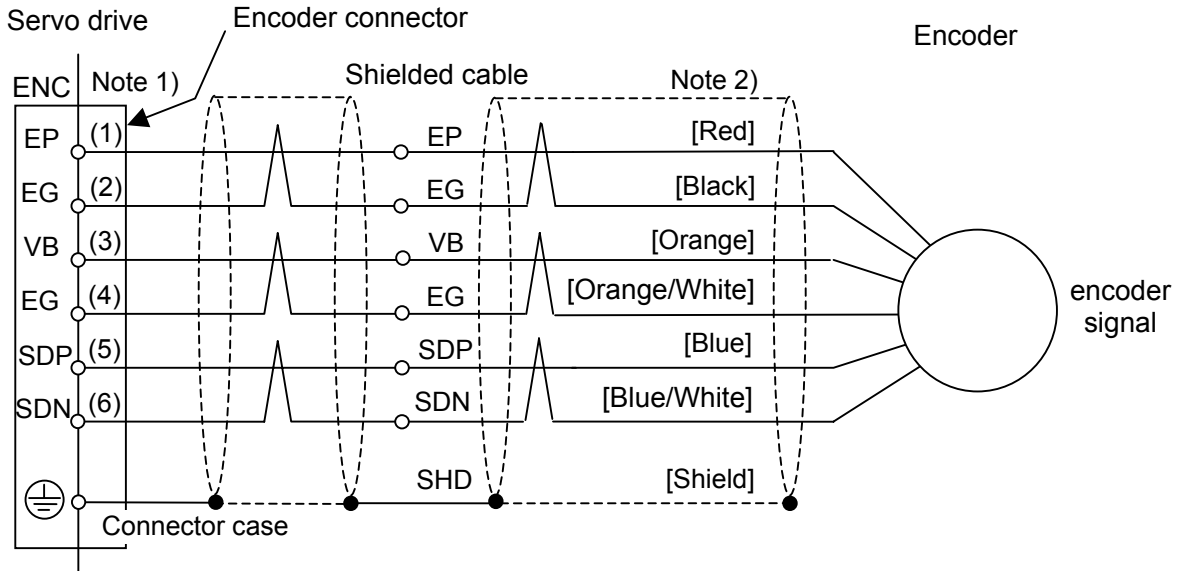 Servo drive
Encoder connector
Encoder
ENC
Note 1)
Shielded cable
Note 2)
EP
(1)
EP
[Red]
EG
(2)
EG
[Black]
VB
(3)
VB
[Orange]
EG
(4)
EG
[Orange/White]
encoder
signal
SDP
(5)
SDP
[Blue]
SDN
(6)
SDN
[Blue/White]
SHD
[Shield]
Connector case